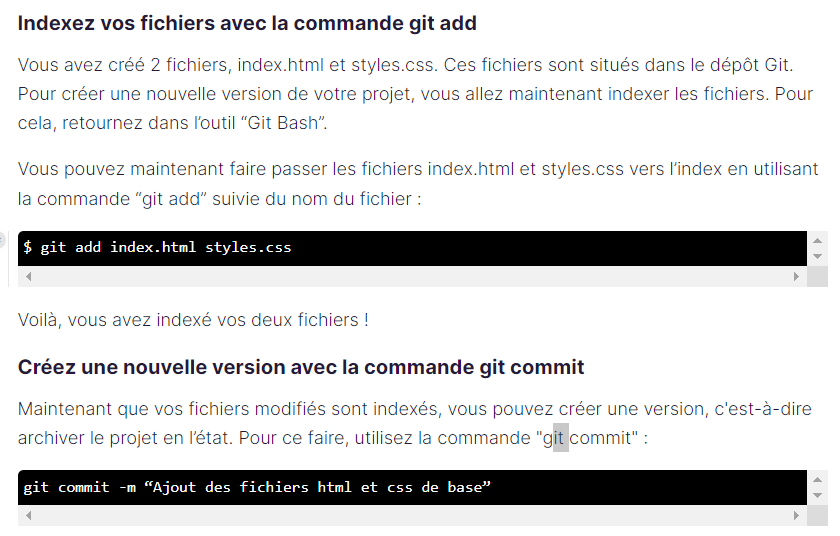 Indexez vos fichiers avec la commande git add
Vous avez créé 2 fichiers, index.html et styles.css. Ces fichiers sont situés dans le dépôt Git.
Pour créer une nouvelle version de votre projet, vous allez maintenant indexer les fichiers. Pour
cela, retournez dans l’outil “Git Bash”.
Vous pouvez maintenant faire passer les fichiers index.html et styles.css vers l’index en utilisant
la commande “git add” suivie du nom du fichier :
$ git add index.html styles.css
Voilà, vous avez indexé vos deux fichiers !
Créez une nouvelle version avec la commande git commit
Maintenant que vos fichiers modifiés sont indexés, vous pouvez créer une version, c'est-à-dire
archiver le projet en l’état. Pour ce faire, utilisez la commande "git commit" :
git commit -m “Ajout des fichiers html et css de base”